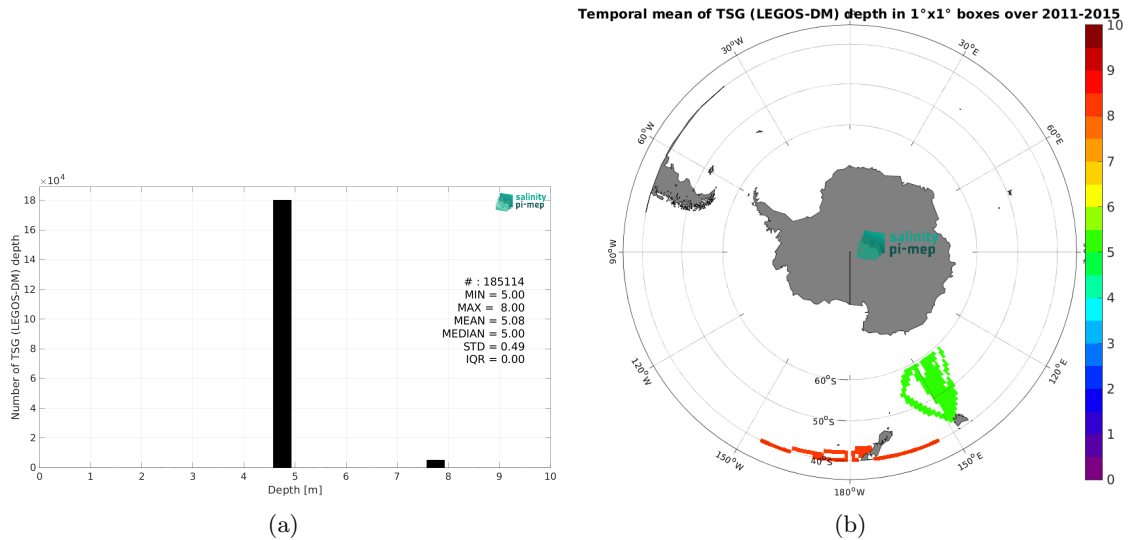 Temporal mean of TSG (LEGOS-DM) depth in 1°x1° boxes over 2011-2015
×10⁴
18
16
14
12
10
8
6
4
2
0
Number of TSG (LEGOS-DM) depth
salinity
pi-mep
# : 185114
MIN = 5.00
MAX = 8.00
MEAN = 5.08
MEDIAN = 5.00
STD = 0.49
IQR = 0.00
0 1 2 3 4 5 6 7 8 9 10
Depth [m]
(a)
30°W
30°E
60°W
60°E
90°W
salinity
pi-mep
120°W
120°E
150°W
150°E
180°W
60°S
50°S
40°S
10
9
8
7
6
5
4
3
2
1
0
(b)